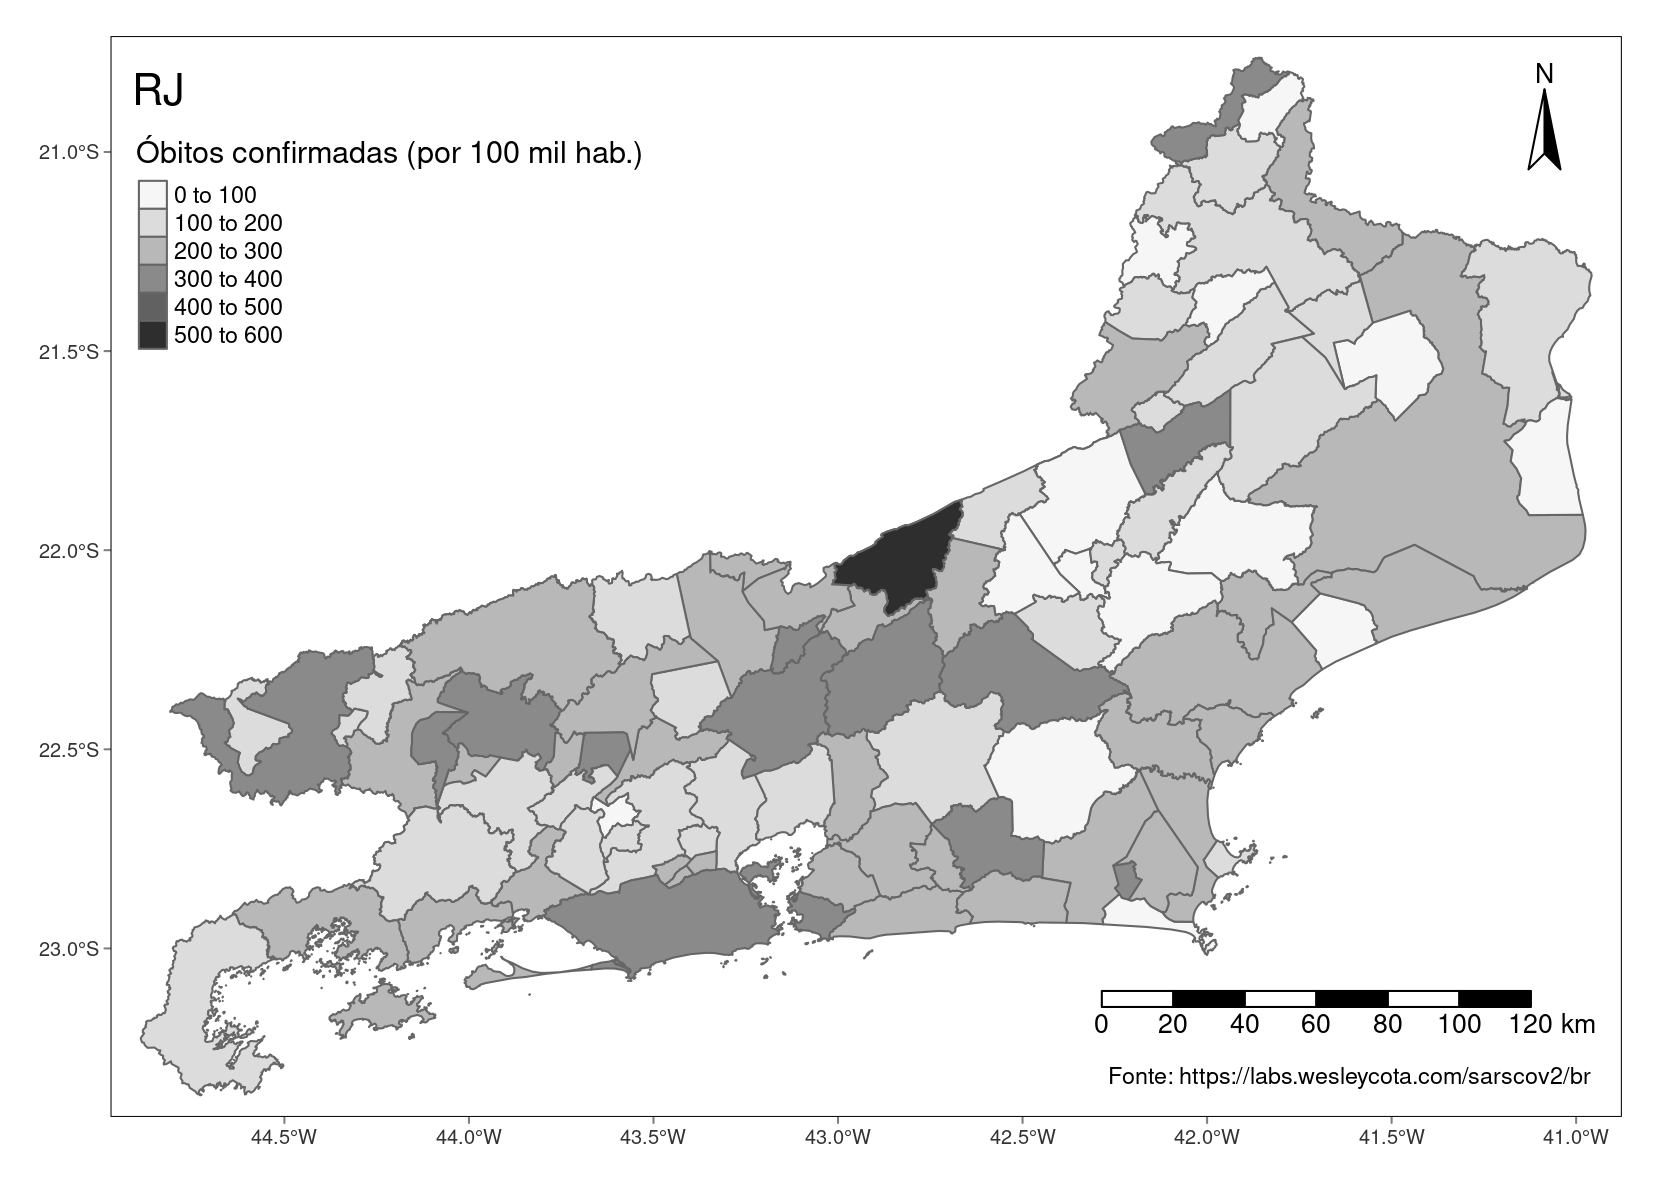 RJ
N
Óbitos confirmadas (por 100 mil hab.)
0 to 100
100 to 200
200 to 300
300 to 400
400 to 500
500 to 600
21.0°S
21.5°S
22.0°S
22.5°S
23.0°S
0 20 40 60 80 100 120 km
Fonte: https://labs.wesleycota.com/sarscov2/br
44.5°W 44.0°W 43.5°W 43.0°W 42.5°W 42.0°W 41.5°W 41.0°W